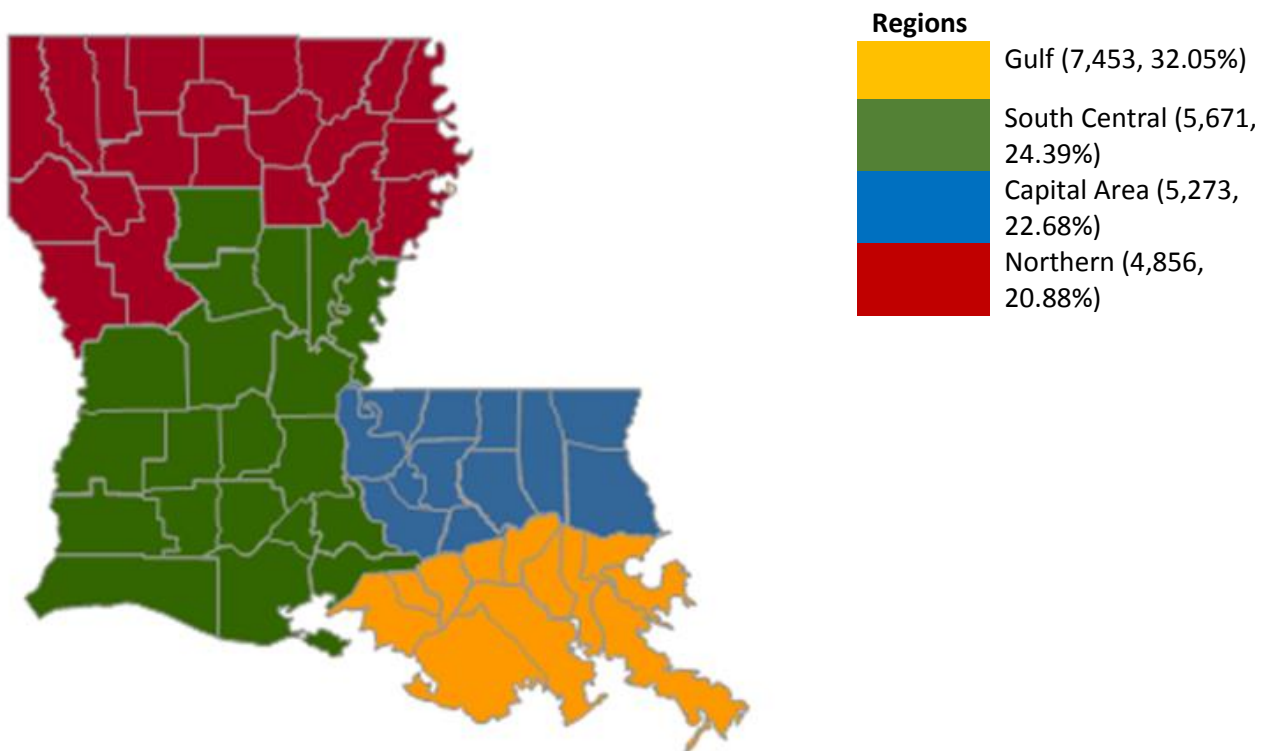 Regions
Gulf (7,453, 32.05%)
South Central (5,671,
24.39%)
Capital Area (5,273,
22.68%)
Northern (4,856,
20.88%)